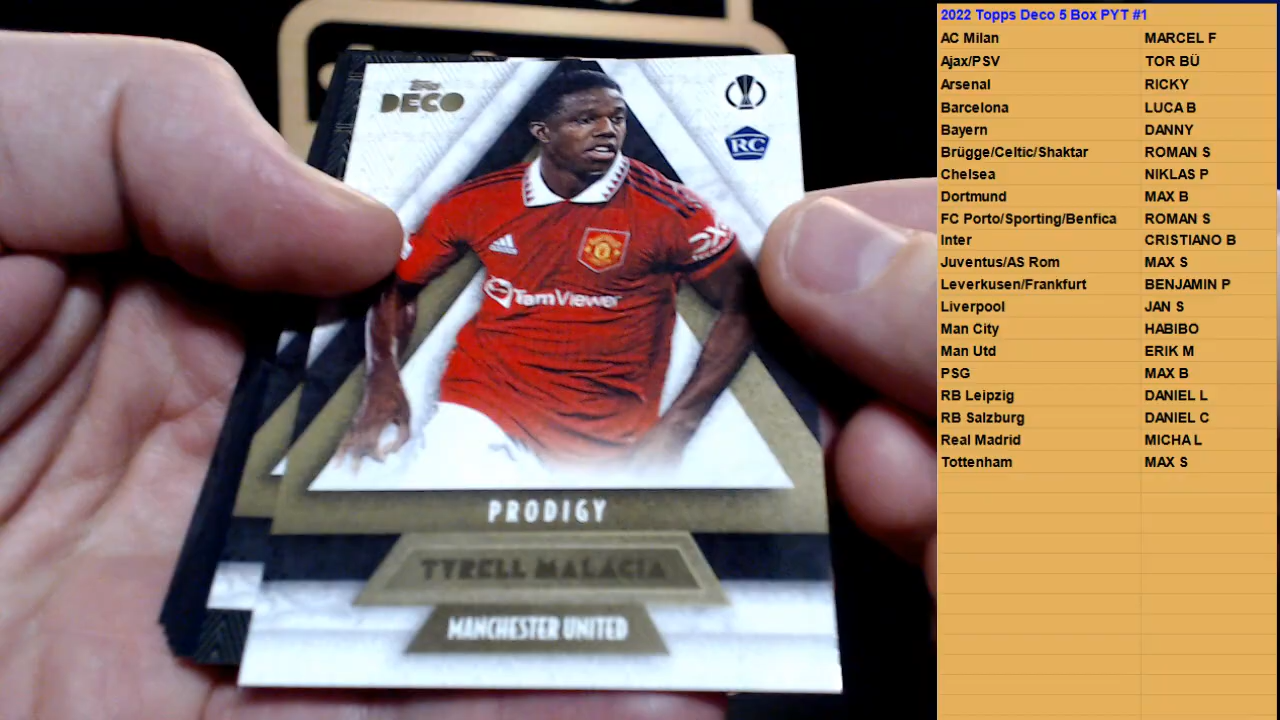 Topps
DECO
RC
TeamViewer
DXC
PRODIGY
TYRELL MALACIA
MANCHESTER UNITED
2022 Topps Deco 5 Box PYT #1
AC Milan MARCEL F
Ajax/PSV TOR BÜ
Arsenal RICKY
Barcelona LUCA B
Bayern DANNY
Brügge/Celtic/Shaktar ROMAN S
Chelsea NIKLAS P
Dortmund MAX B
FC Porto/Sporting/Benfica ROMAN S
Inter CRISTIANO B
Juventus/AS Rom MAX S
Leverkusen/Frankfurt BENJAMIN P
Liverpool JAN S
Man City HABIBO
Man Utd ERIK M
PSG MAX B
RB Leipzig DANIEL L
RB Salzburg DANIEL C
Real Madrid MICHA L
Tottenham MAX S